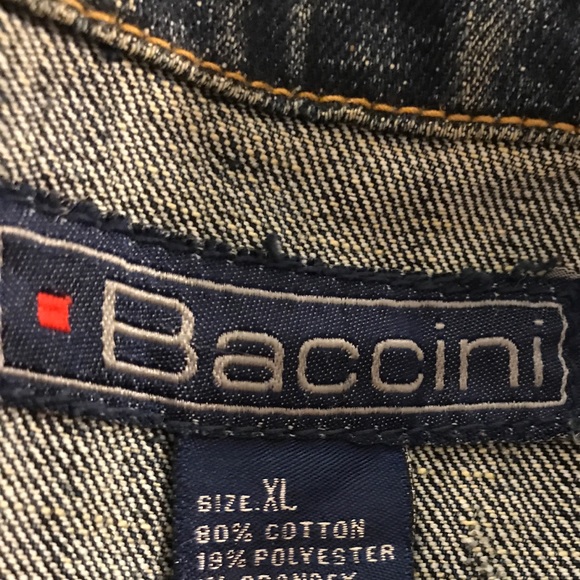 Baccini
SIZE.XL
80% COTTON
19% POLYESTER